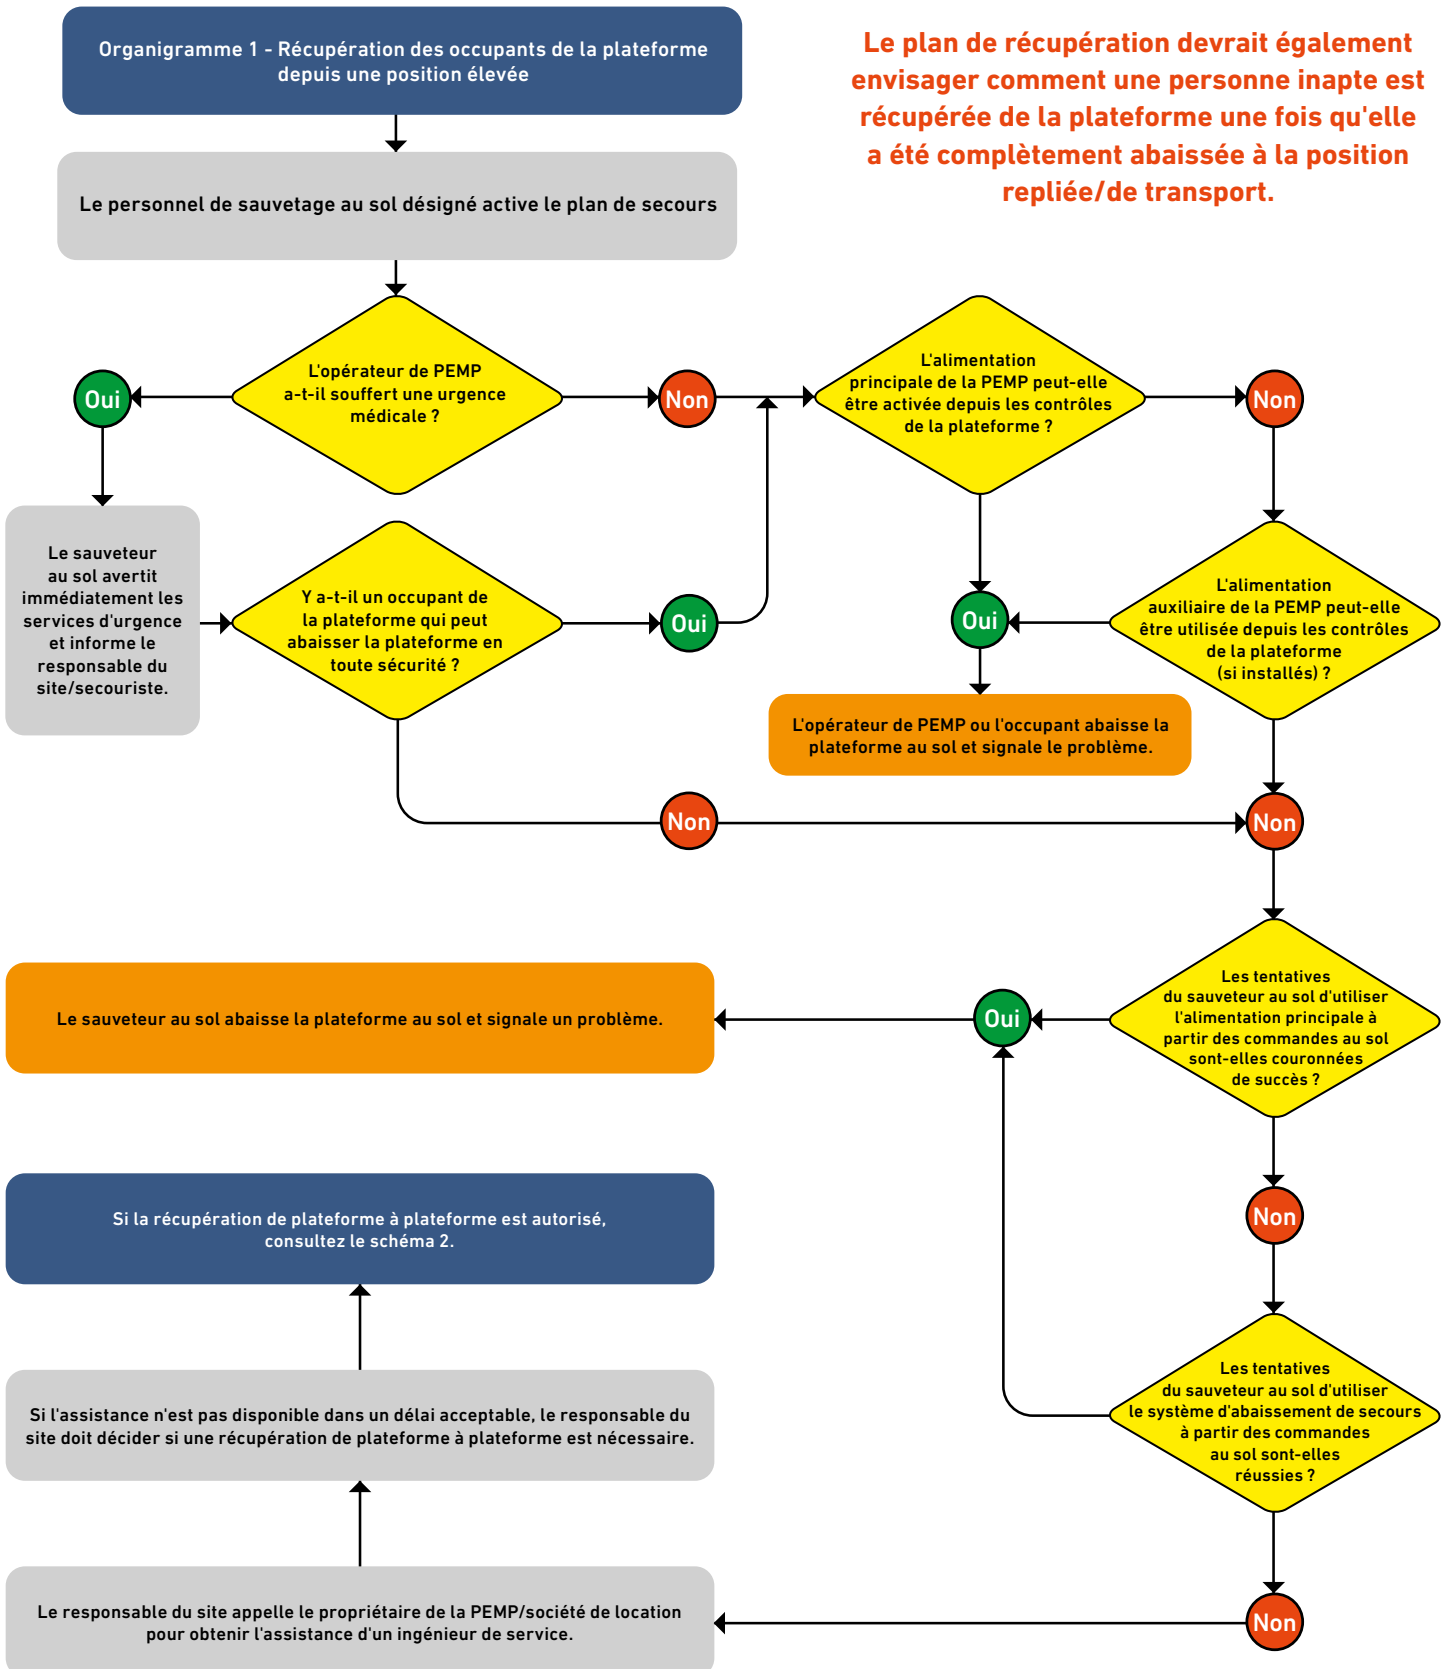 Organigramme 1 - Récupération des occupants de la plateforme
depuis une position élevée
Le plan de récupération devrait également
envisager comment une personne inapte est
récupérée de la plateforme une fois qu'elle
a été complètement abaissée à la position
repliée/de transport.
Le personnel de sauvetage au sol désigné active le plan de secours
L'opérateur de PEMP
a-t-il souffert une urgence
médicale ?
Oui
Non
L'alimentation
principale de la PEMP peut-elle
être activée depuis les contrôles
de la plateforme ?
Non
Le sauveteur
au sol avertit
immédiatement les
services d'urgence
et informe le
responsable du
site/secouriste.
Y a-t-il un occupant de
la plateforme qui peut
abaisser la plateforme en
toute sécurité ?
Oui
Oui
L'alimentation
auxiliaire de la PEMP peut-elle
être utilisée depuis les contrôles
de la plateforme
(si installés) ?
L'opérateur de PEMP ou l'occupant abaisse la
plateforme au sol et signale le problème.
Non
Non
Les tentatives
du sauveteur au sol d'utiliser
l'alimentation principale à
partir des commandes au sol
sont-elles couronnées
de succès ?
Oui
Le sauveteur au sol abaisse la plateforme au sol et signale un problème.
Non
Si la récupération de plateforme à plateforme est autorisé,
consultez le schéma 2.
Les tentatives
du sauveteur au sol d'utiliser
le système d'abaissement de secours
à partir des commandes
au sol sont-elles
réussies ?
Si l'assistance n'est pas disponible dans un délai acceptable, le responsable du
site doit décider si une récupération de plateforme à plateforme est nécessaire.
Non
Le responsable du site appelle le propriétaire de la PEMP/société de location
pour obtenir l'assistance d'un ingénieur de service.